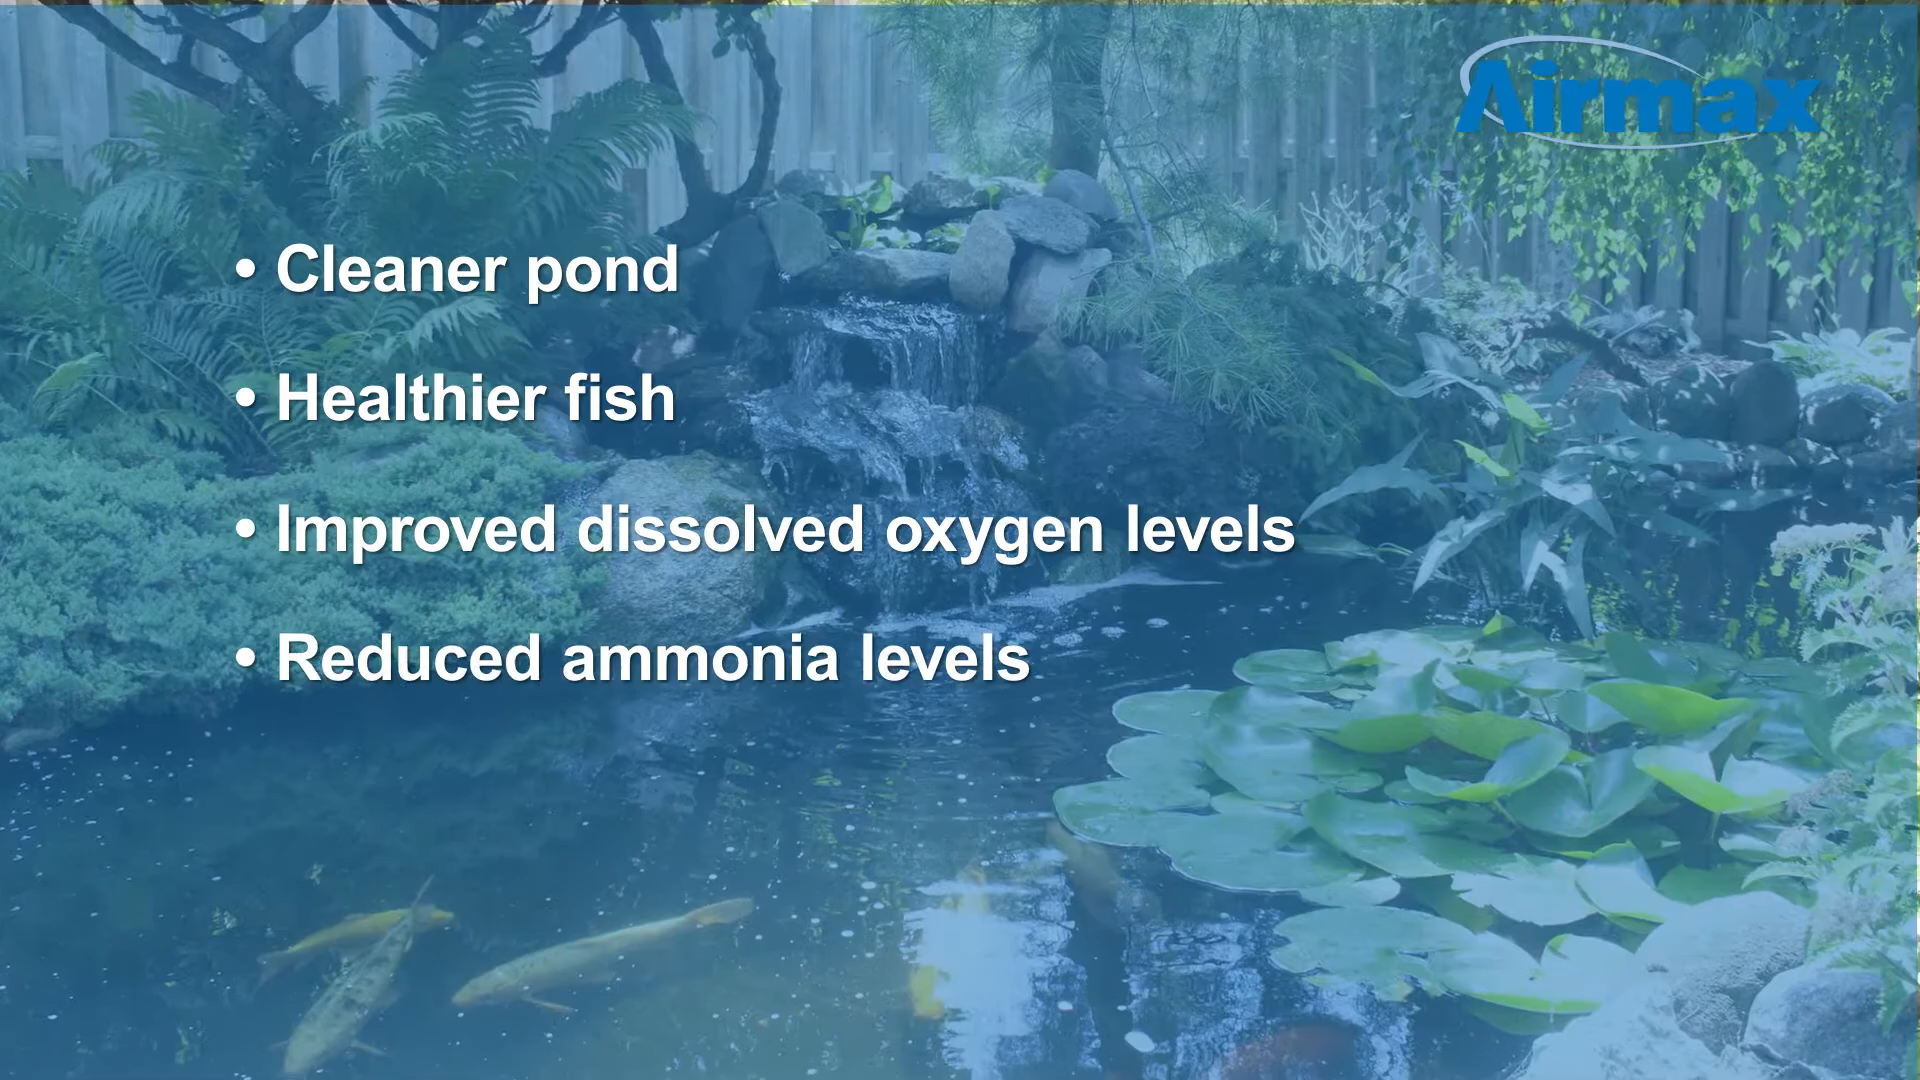 Airmax
• Cleaner pond
• Healthier fish
• Improved dissolved oxygen levels
• Reduced ammonia levels